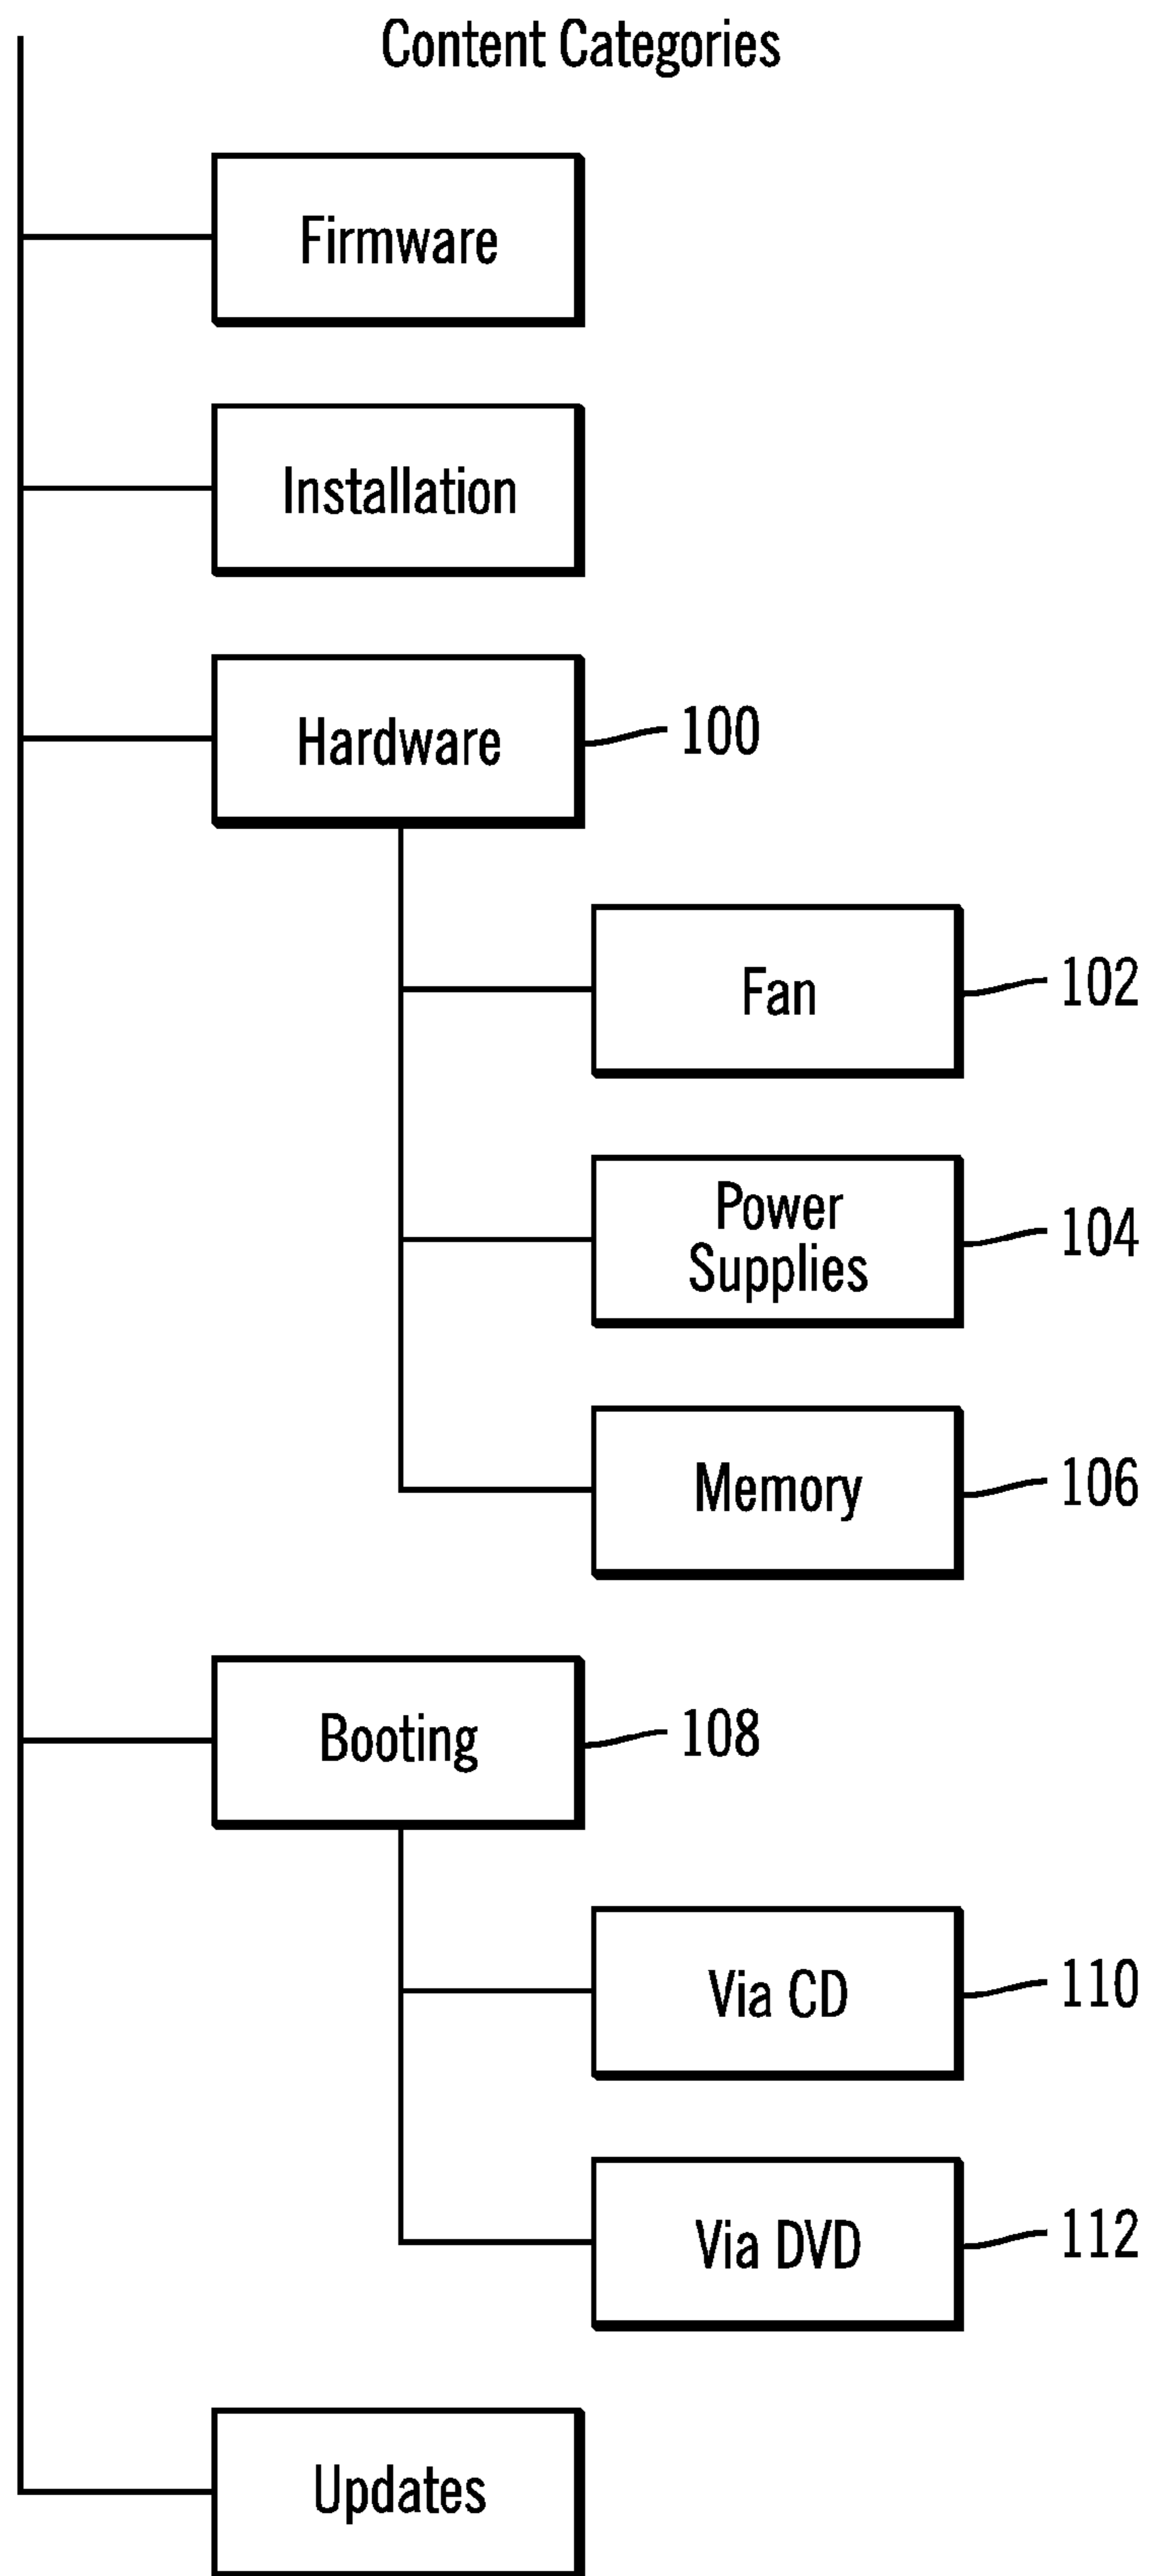 Content Categories
Firmware
Installation
Hardware
100
Fan
102
Power
Supplies
104
Memory
106
Booting
108
Via CD
110
Via DVD
112
Updates